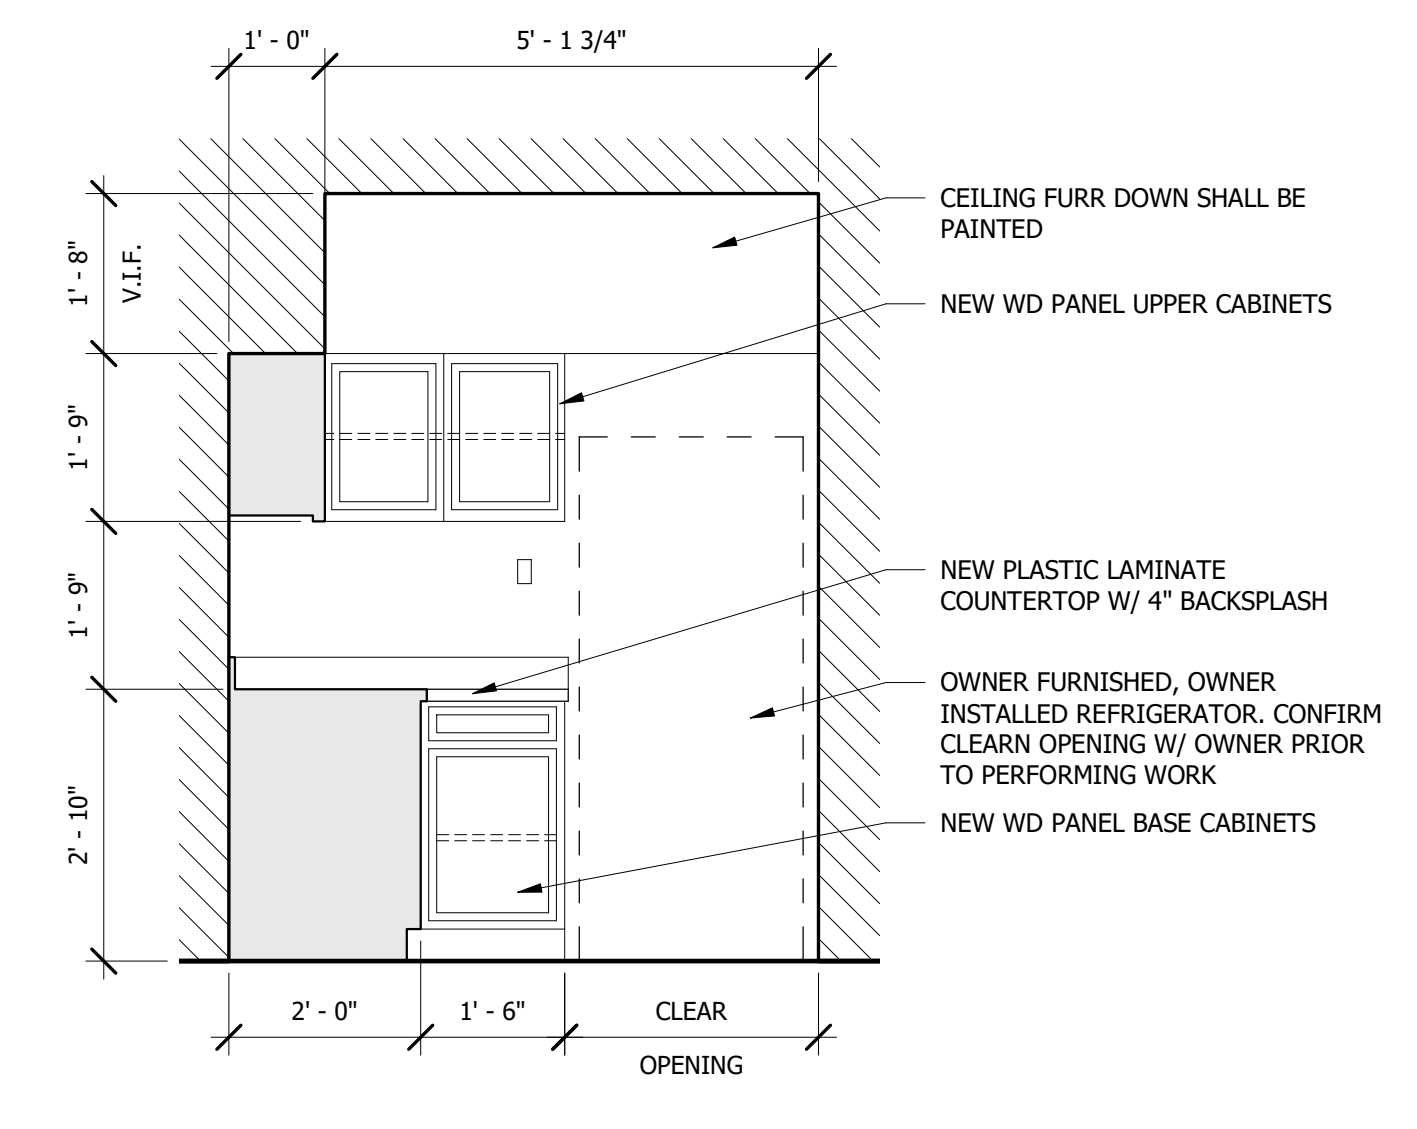 1' - 0"
5' - 1 3/4"
1' - 8"
V.I.F.
1' - 9"
1' - 9"
2' - 10"
CEILING FURR DOWN SHALL BE
PAINTED
NEW WD PANEL UPPER CABINETS
NEW PLASTIC LAMINATE
COUNTERTOP W/ 4" BACKSPLASH
OWNER FURNISHED, OWNER
INSTALLED REFRIGERATOR. CONFIRM
CLEARN OPENING W/ OWNER PRIOR
TO PERFORMING WORK
NEW WD PANEL BASE CABINETS
2' - 0"
1' - 6"
CLEAR
OPENING